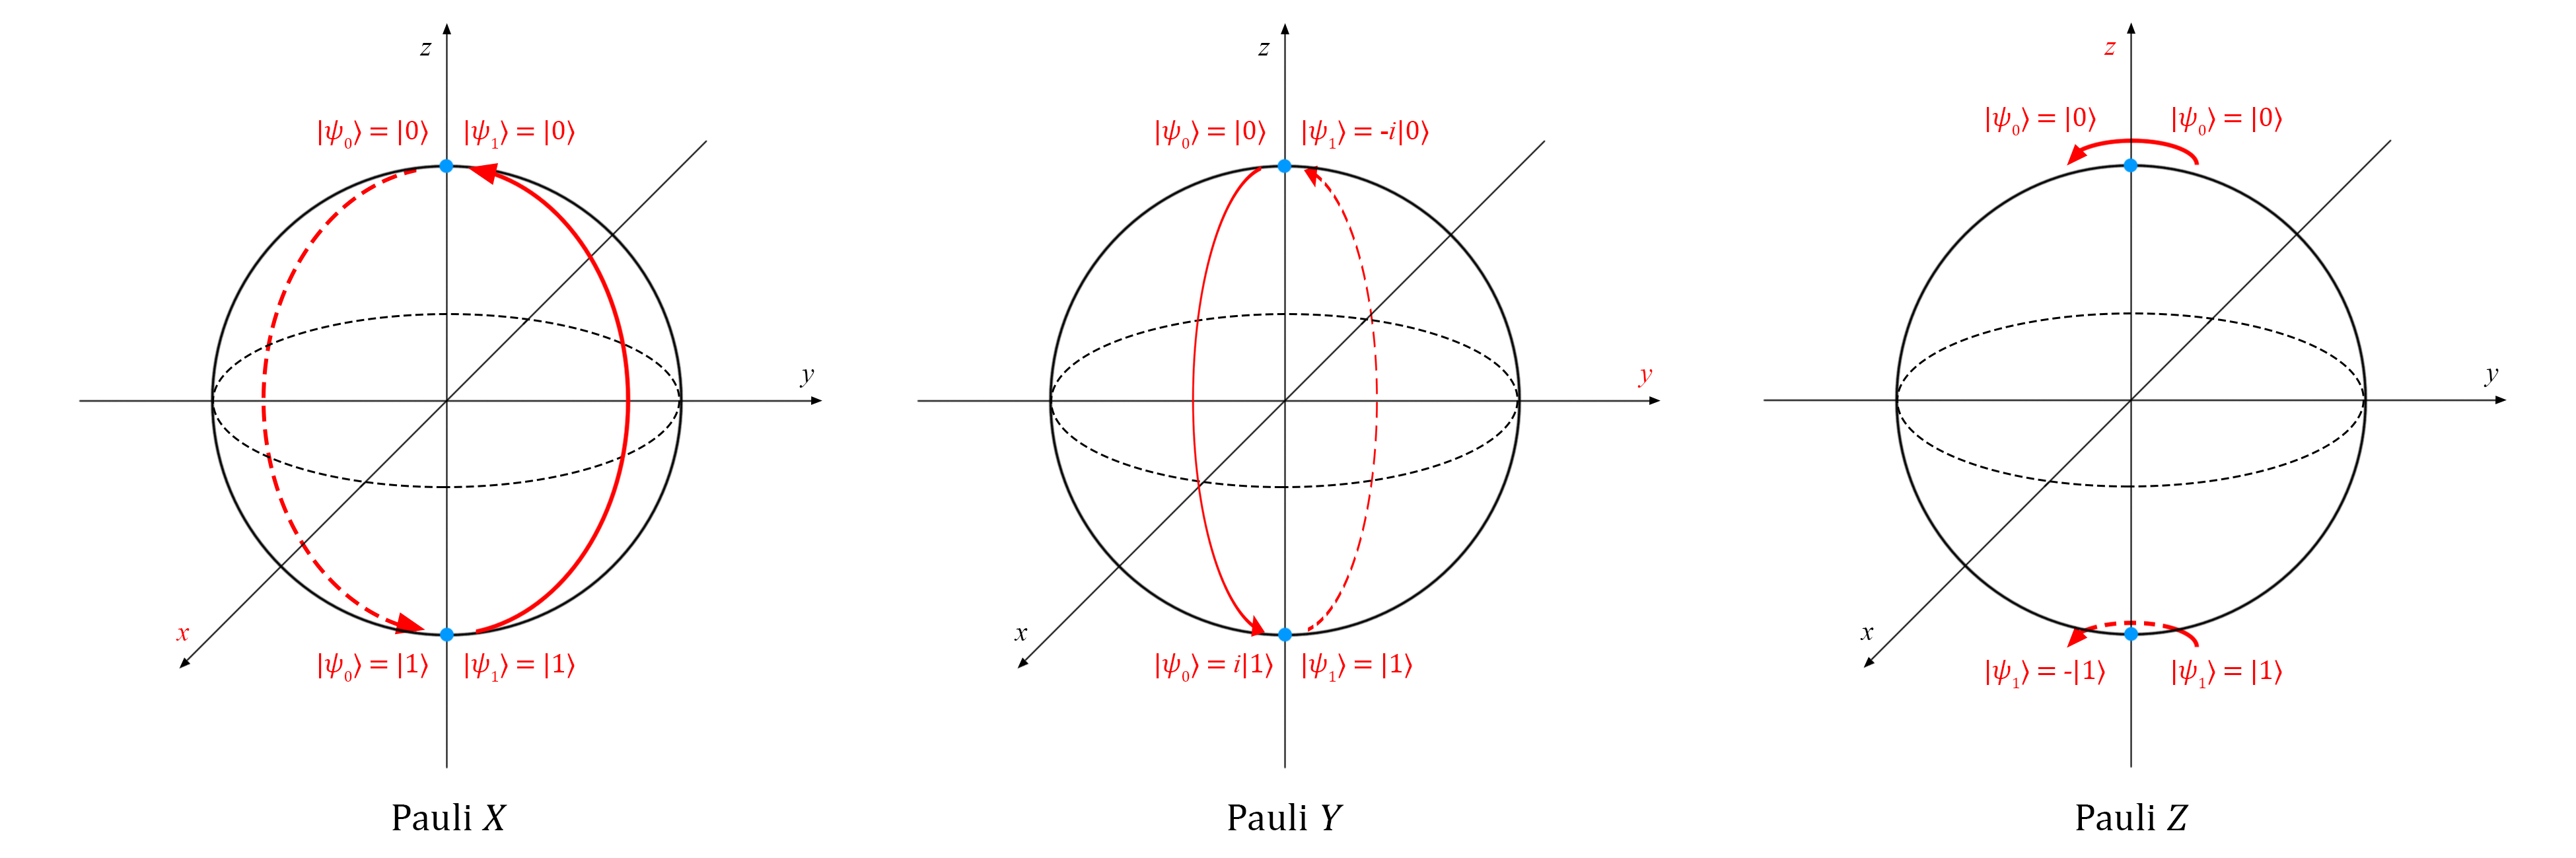 z
|ψ₀⟩ = |0⟩ |ψ₁⟩ = |0⟩
y
x
|ψ₀⟩ = |1⟩ |ψ₁⟩ = |1⟩
Pauli X
z
|ψ₀⟩ = |0⟩ |ψ₁⟩ = -i|0⟩
y
x
|ψ₀⟩ = i|1⟩ |ψ₁⟩ = |1⟩
Pauli Y
z
|ψ₀⟩ = |0⟩ |ψ₀⟩ = |0⟩
y
x
|ψ₁⟩ = -|1⟩ |ψ₁⟩ = |1⟩
Pauli Z